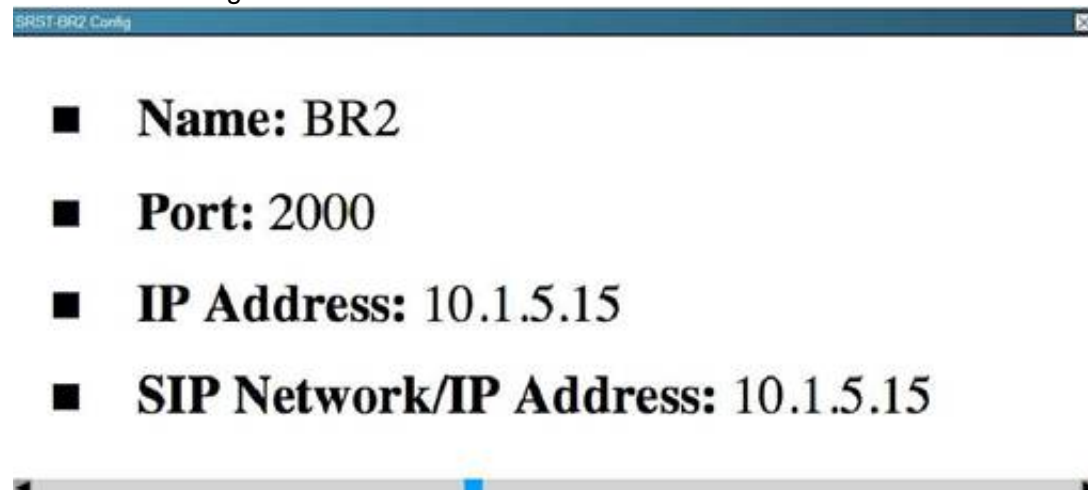 SRST-BR2 Config
Name: BR2
Port: 2000
IP Address: 10.1.5.15
SIP Network/IP Address: 10.1.5.15